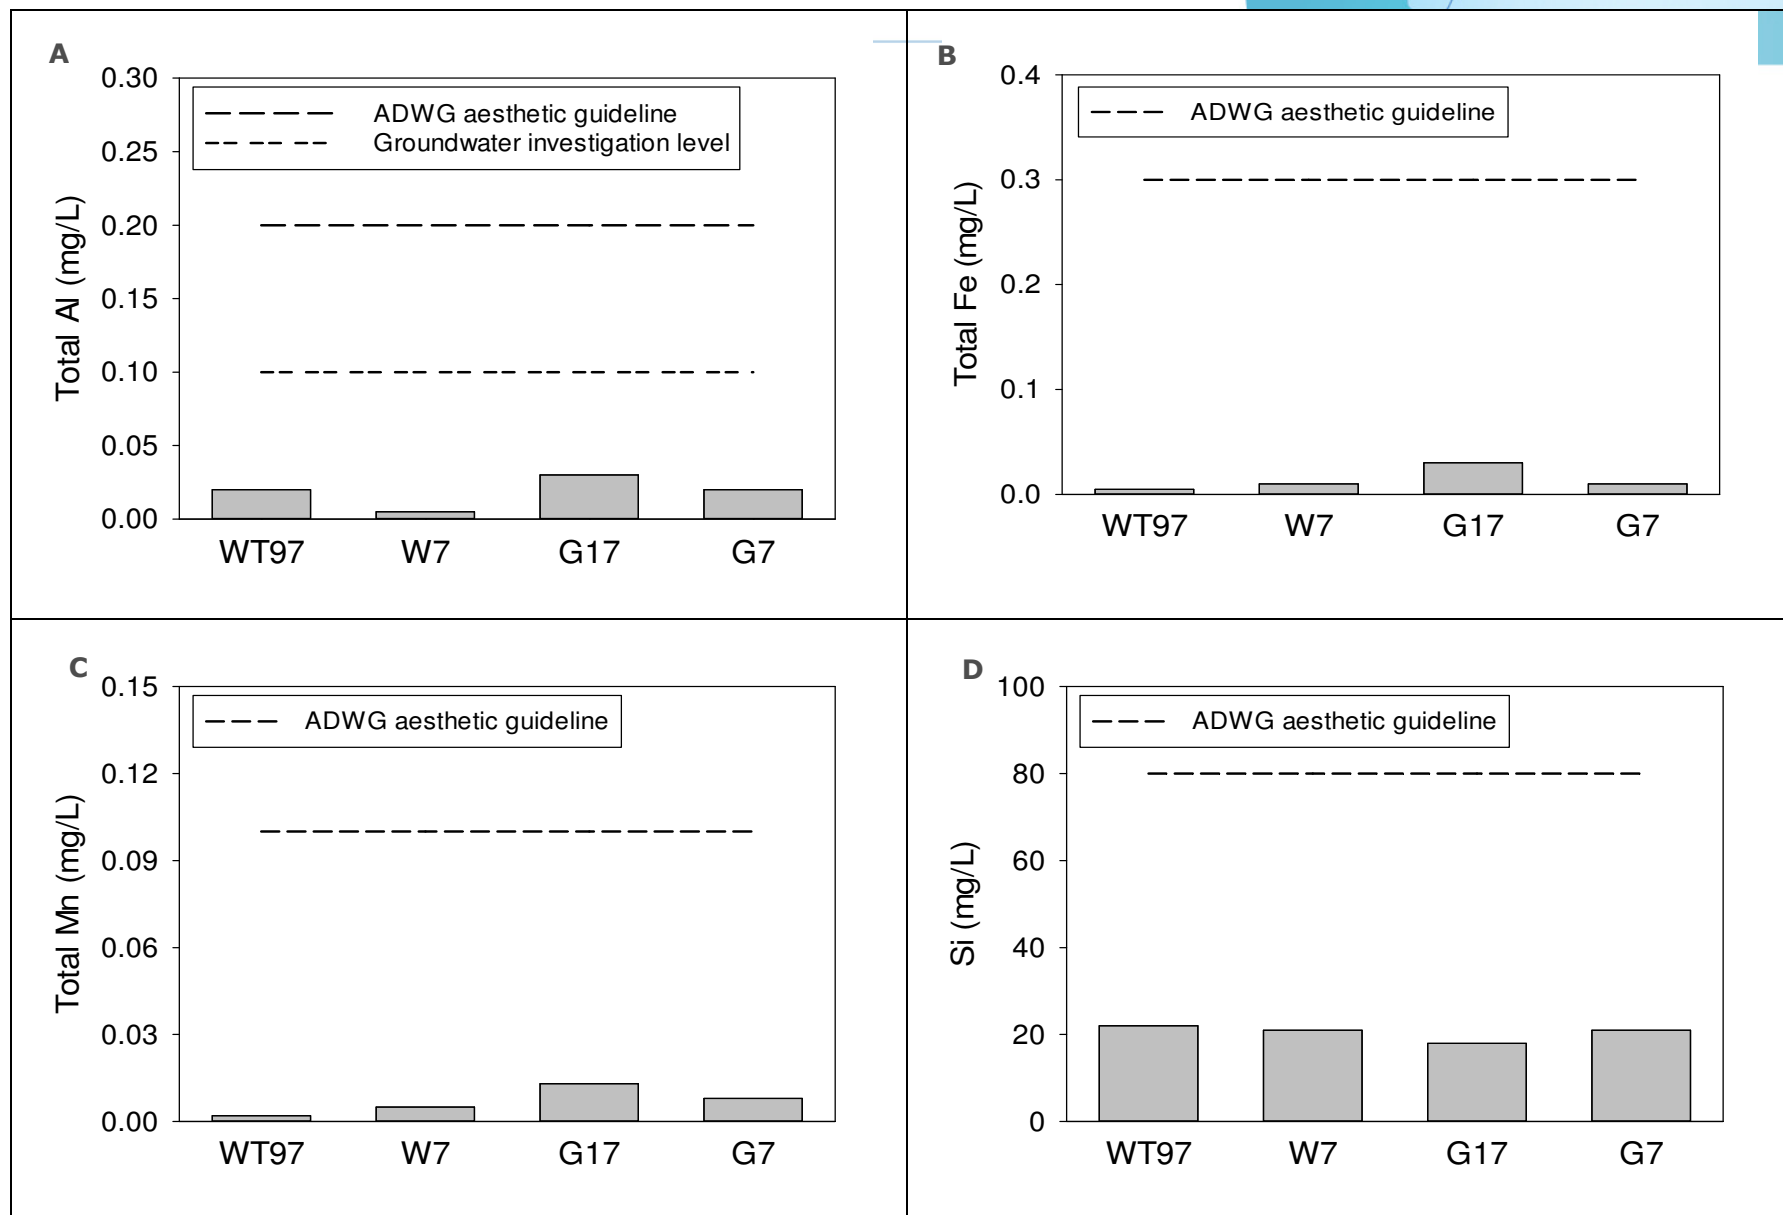 A
0.30
0.25
0.20
0.15
0.10
0.05
0.00
Total Al (mg/L)
ADWG aesthetic guideline
Groundwater investigation level
WT97 W7 G17 G7
B
0.4
0.3
0.2
0.1
0.0
Total Fe (mg/L)
ADWG aesthetic guideline
WT97 W7 G17 G7
C
0.15
0.12
0.09
0.06
0.03
0.00
Total Mn (mg/L)
ADWG aesthetic guideline
WT97 W7 G17 G7
D
100
80
60
40
20
0
Si (mg/L)
ADWG aesthetic guideline
WT97 W7 G17 G7